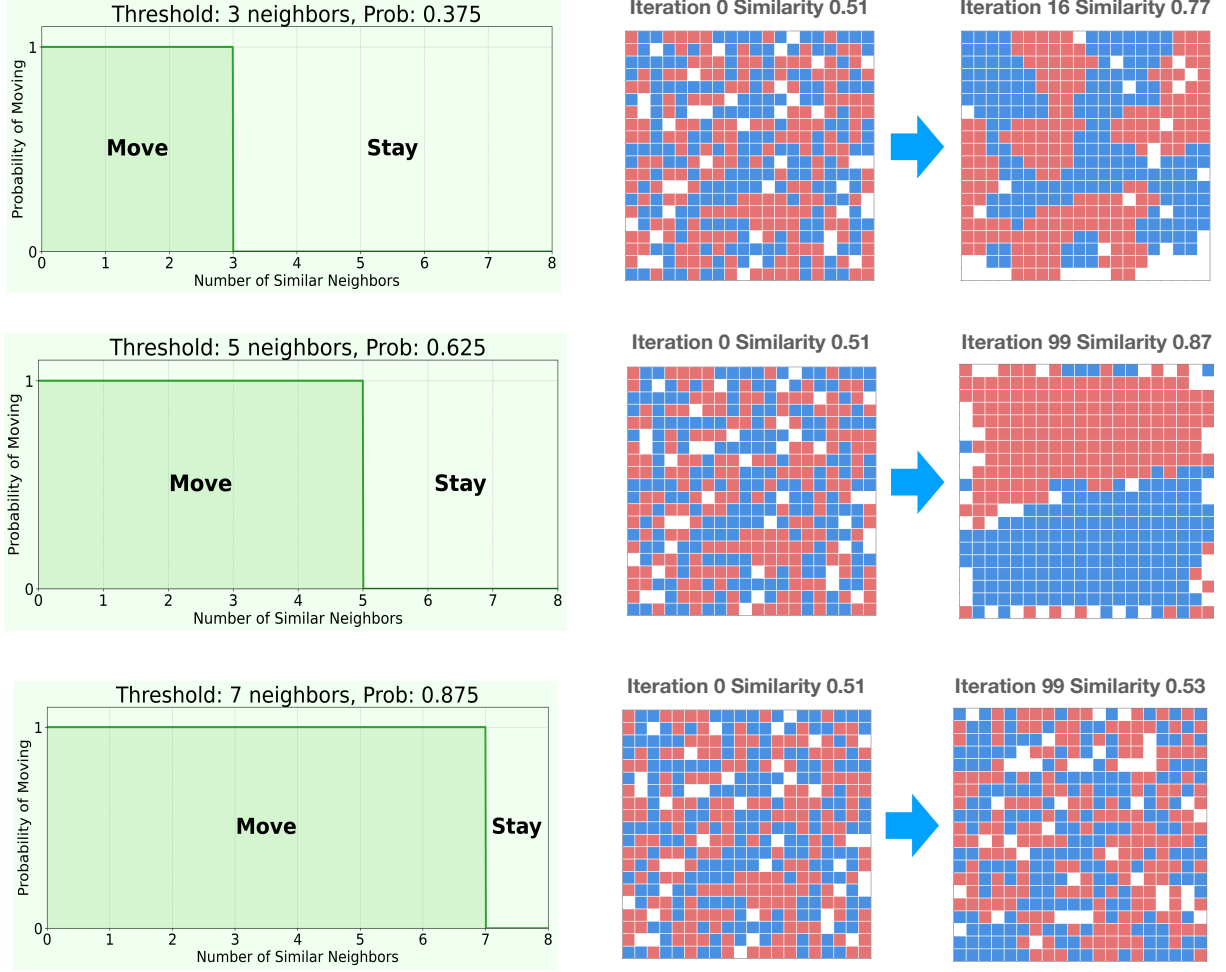 Threshold: 3 neighbors, Prob: 0.375
Probability of Moving
1
0
Move
Stay
0 1 2 3 4 5 6 7 8
Number of Similar Neighbors
Iteration 0 Similarity 0.51
Iteration 16 Similarity 0.77
Threshold: 5 neighbors, Prob: 0.625
Probability of Moving
1
0
Move
Stay
0 1 2 3 4 5 6 7 8
Number of Similar Neighbors
Iteration 0 Similarity 0.51
Iteration 99 Similarity 0.87
Threshold: 7 neighbors, Prob: 0.875
Probability of Moving
1
0
Move
Stay
0 1 2 3 4 5 6 7 8
Number of Similar Neighbors
Iteration 0 Similarity 0.51
Iteration 99 Similarity 0.53